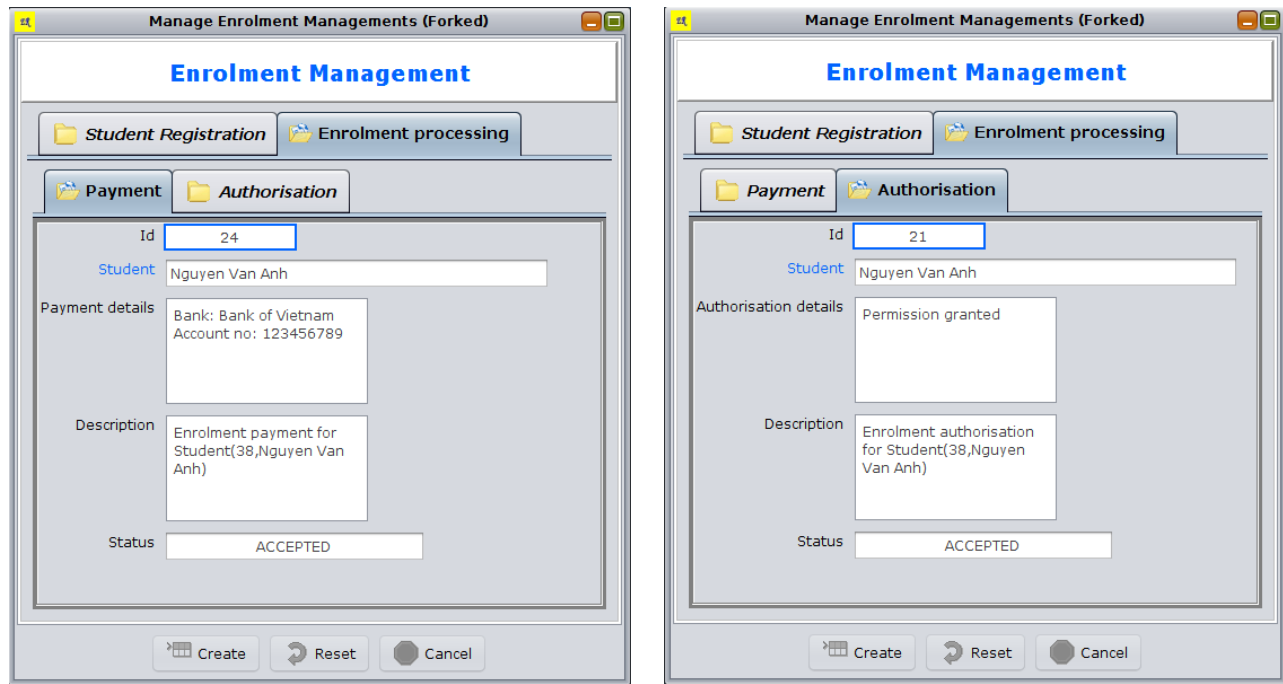 Manage Enrolment Managements (Forked)
Enrolment Management
Student Registration
Enrolment processing
Payment
Authorisation
Id
24
Student
Nguyen Van Anh
Payment details
Bank: Bank of Vietnam
Account no: 123456789
Description
Enrolment payment for
Student(38,Nguyen Van
Anh)
Status
ACCEPTED
Create
Reset
Cancel
Manage Enrolment Managements (Forked)
Enrolment Management
Student Registration
Enrolment processing
Payment
Authorisation
Id
21
Student
Nguyen Van Anh
Authorisation details
Permission granted
Description
Enrolment authorisation
for Student(38,Nguyen
Van Anh)
Status
ACCEPTED
Create
Reset
Cancel